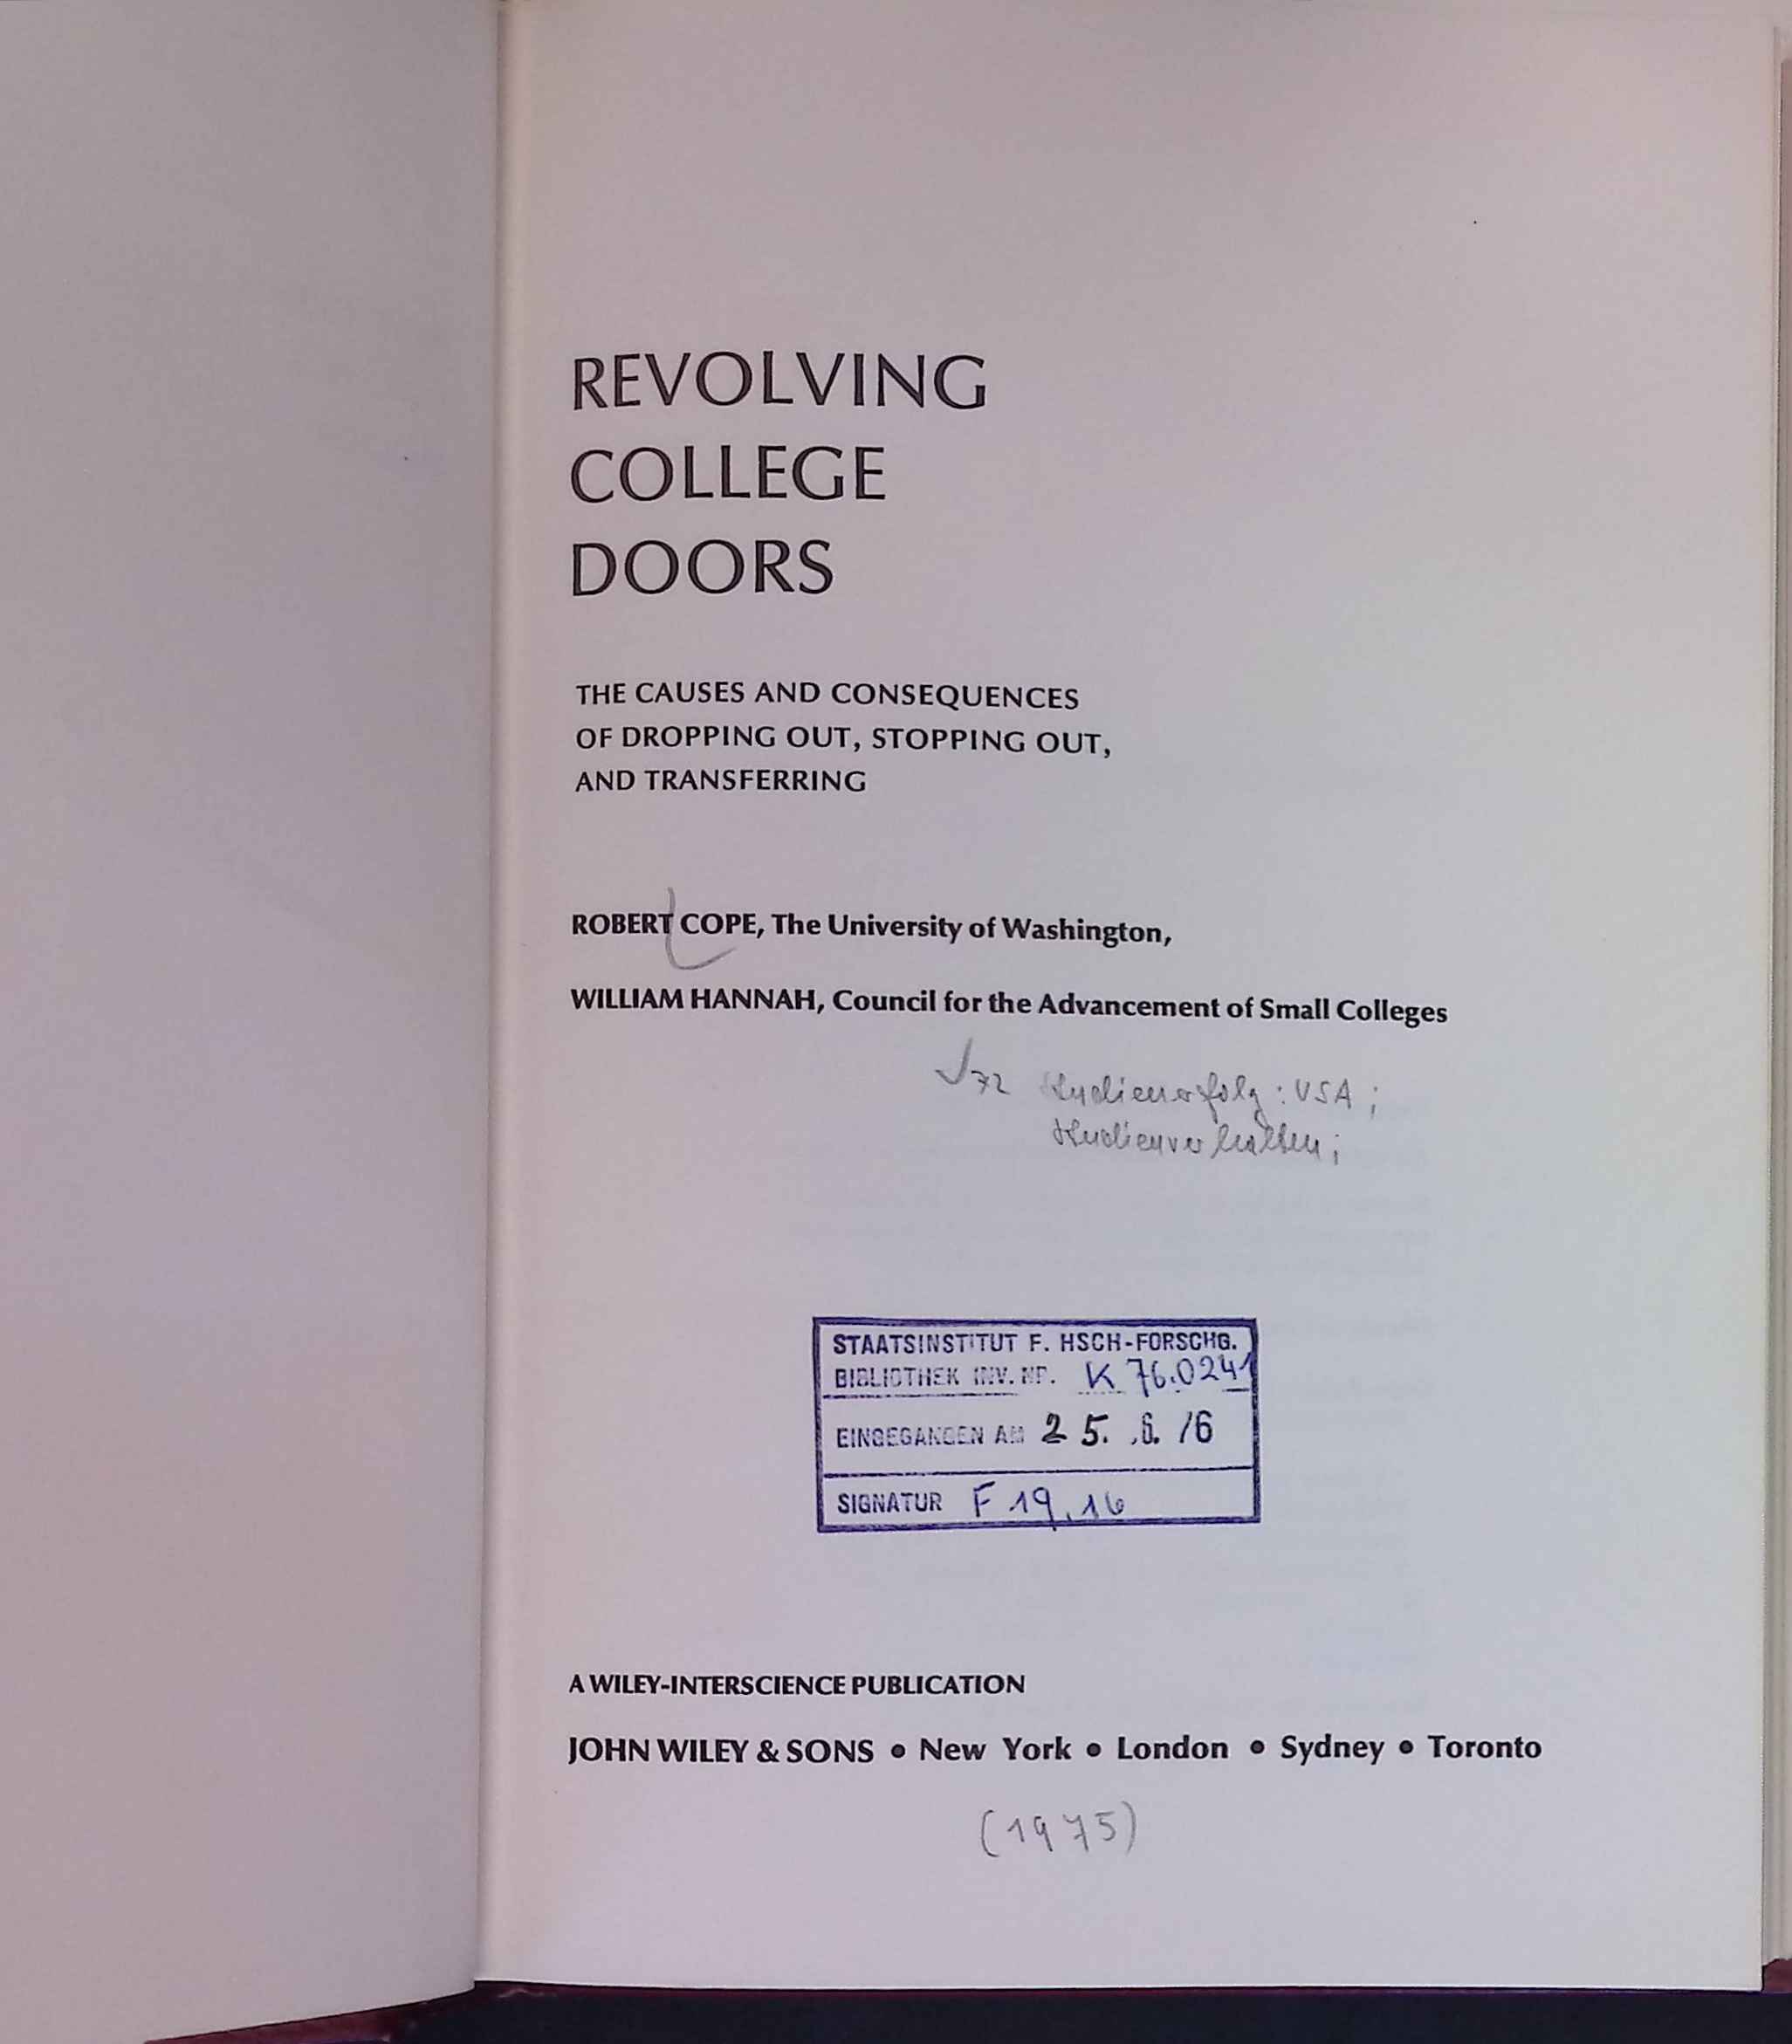 REVOLVING
COLLEGE
DOORS
THE CAUSES AND CONSEQUENCES
OF DROPPING OUT, STOPPING OUT,
AND TRANSFERRING
ROBERT COPE, The University of Washington,
WILLIAM HANNAH, Council for the Advancement of Small Colleges
Studienerfolg: USA;
Studienverhalten;
STAATSINSTITUT F. HSCH-FORSCHG.
BIBLIOTHEK INV. NR. K 76.0241
EINGEGANGEN AM 25. 6. 76
SIGNATUR F 19.16
A WILEY-INTERSCIENCE PUBLICATION
JOHN WILEY & SONS • New York • London • Sydney • Toronto
(1975)